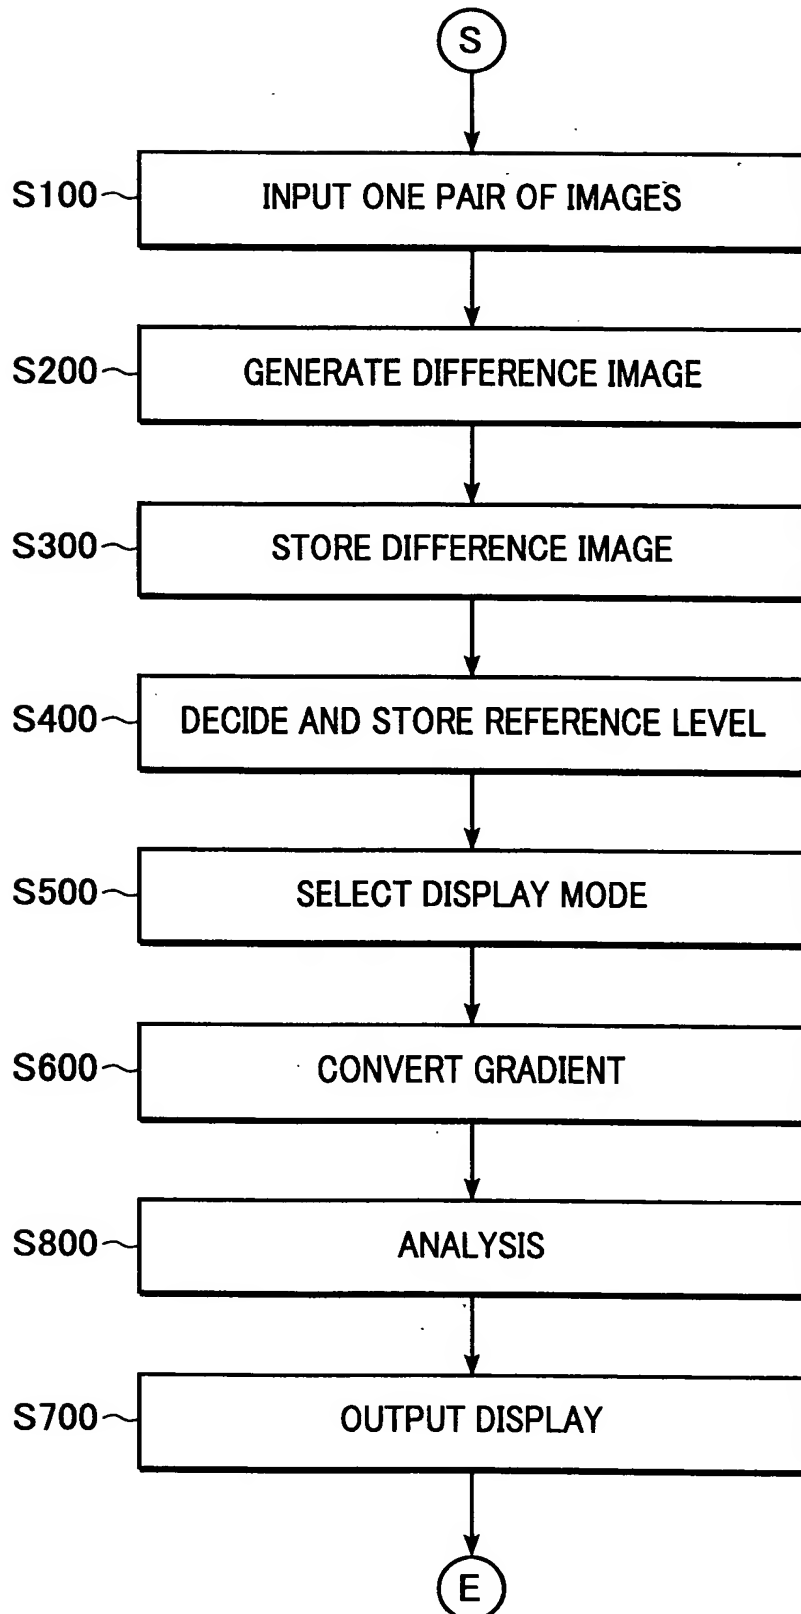 S
S100 INPUT ONE PAIR OF IMAGES
S200 GENERATE DIFFERENCE IMAGE
S300 STORE DIFFERENCE IMAGE
S400 DECIDE AND STORE REFERENCE LEVEL
S500 SELECT DISPLAY MODE
S600 CONVERT GRADIENT
S800 ANALYSIS
S700 OUTPUT DISPLAY
E